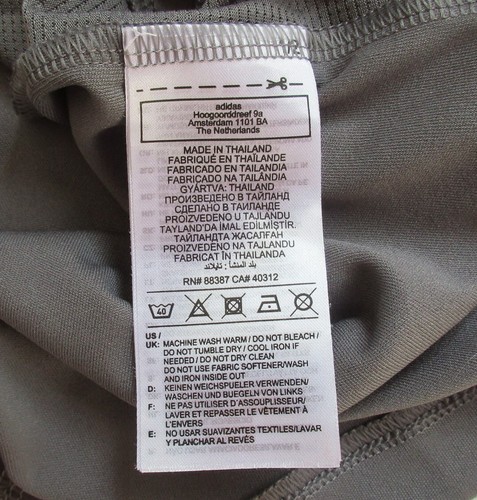 /2
adidas
Hoogoorddreef 9a
Amsterdam 1101 BA
The Netherlands
MADE IN THAILAND
FABRIQUÉ EN THAÏLANDE
FABRICADO EN TAILANDIA
FABRICADO NA TAILÂNDIA
GYÁRTVA: THAILAND
ПРОИЗВЕДЕНО В ТАЙЛАНД
СДЕЛАНО В ТАИЛАНДЕ
PROIZVEDENO U TAJLANDU
TAYLAND'DA İMAL EDİLMİŞTİR.
ТАЙЛАНДТА ЖАСАЛҒАН
PROIZVEDENO NA TAJLANDU
FABRICAT ÎN THAILANDA
بلد المنشأ : تايلاند
RN# 88387 CA# 40312
40
US /
UK: MACHINE WASH WARM / DO NOT BLEACH /
DO NOT TUMBLE DRY / COOL IRON IF
NEEDED / DO NOT DRY CLEAN
DO NOT USE FABRIC SOFTENER/WASH
AND IRON INSIDE OUT
D: KEINEN WEICHSPUELER VERWENDEN/
WASCHEN UND BUEGELN VON LINKS
F: NE PAS UTILISER D'ASSOUPLISSEUR/
LAVER ET REPASSER LE VÊTEMENT À
L'ENVERS
E: NO USAR SUAVIZANTES TEXTILES/LAVAR
Y PLANCHAR AL REVÉS